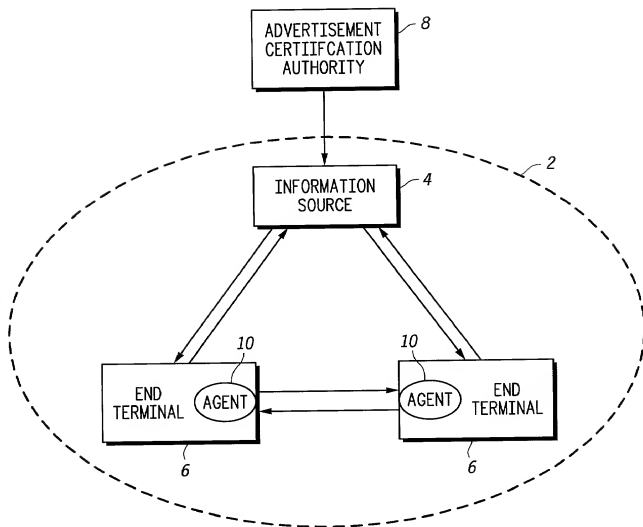 ADVERTISEMENT
CERTIIFCATION
AUTHORITY
8
2
INFORMATION
SOURCE
4
10
10
END
TERMINAL
AGENT
AGENT
END
TERMINAL
6
6